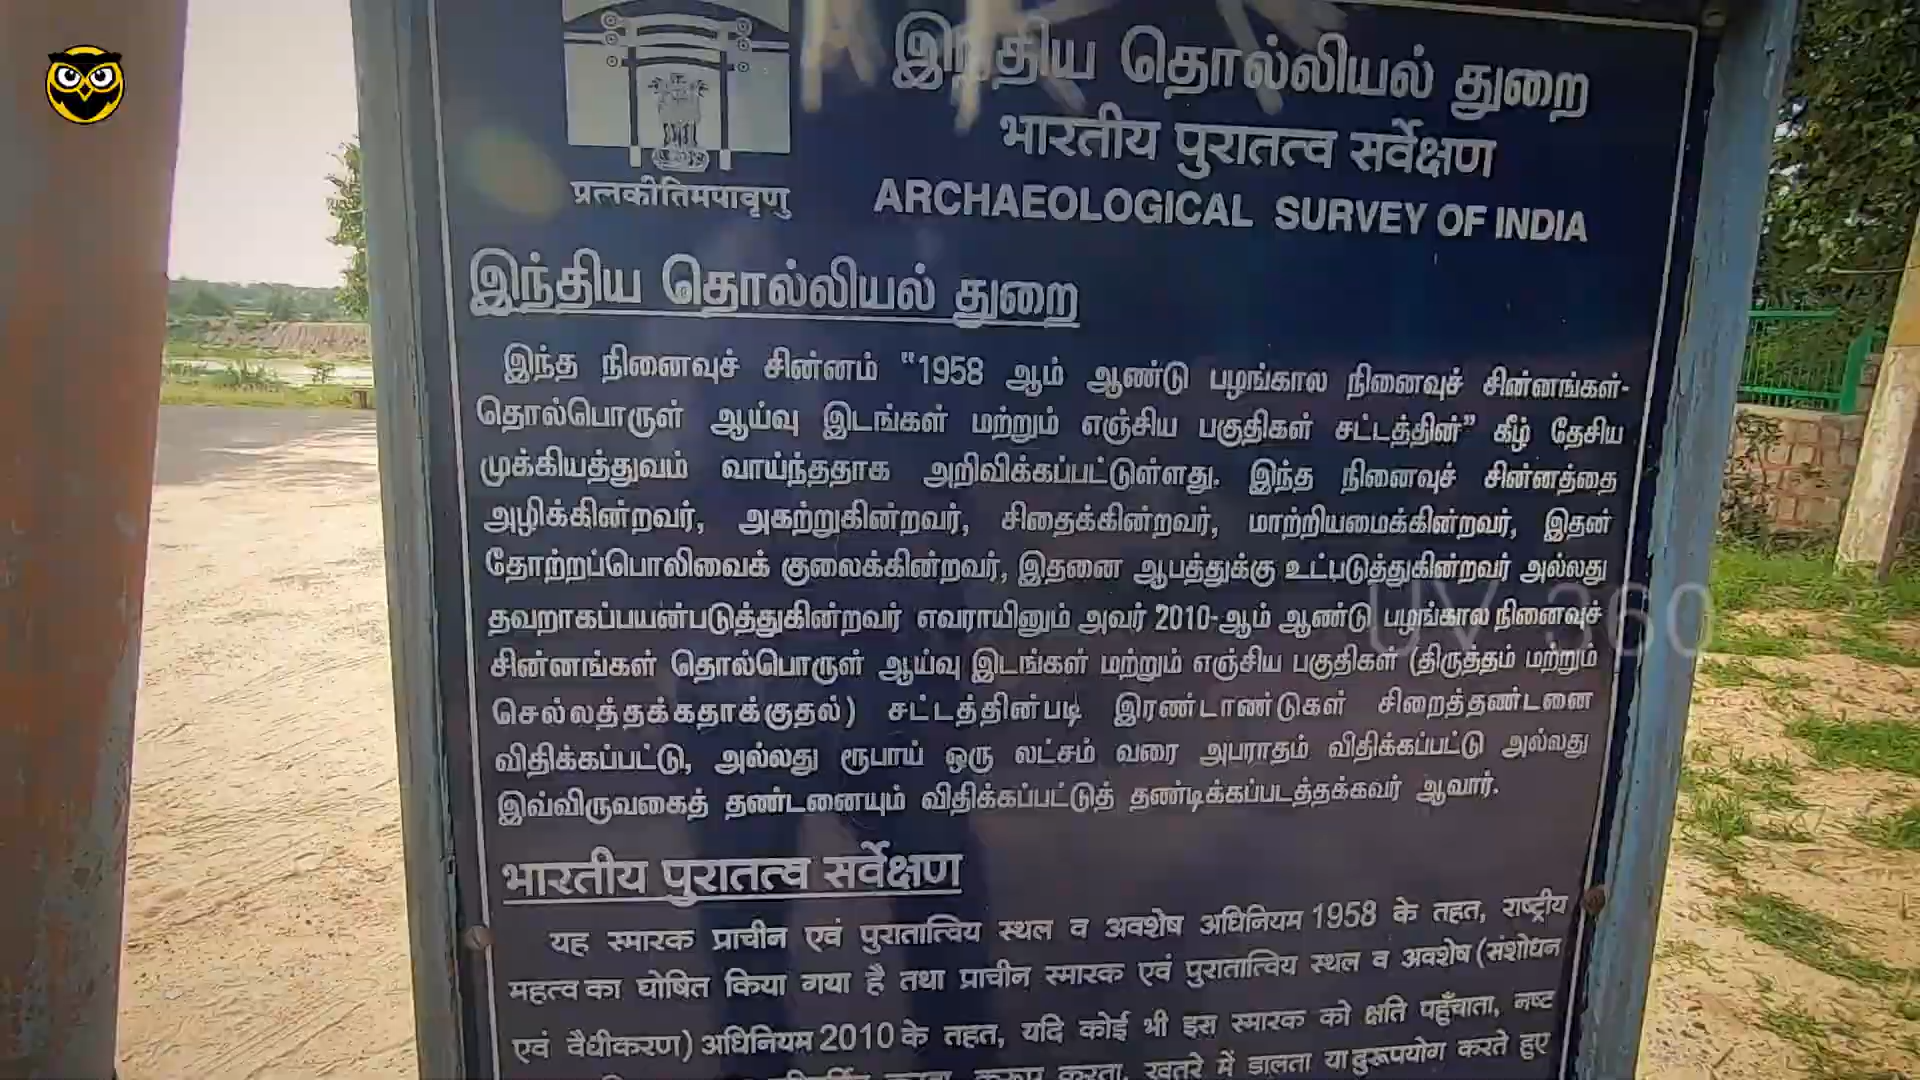 இந்திய தொல்லியல் துறை
भारतीय पुरातत्व सर्वेक्षण
ARCHAEOLOGICAL SURVEY OF INDIA
प्रत्नकीर्तिमपावृणु
இந்திய தொல்லியல் துறை
இந்த நினைவுச் சின்னம் "1958 ஆம் ஆண்டு பழங்கால நினைவுச் சின்னங்கள்-
தொல்பொருள் ஆய்வு இடங்கள் மற்றும் எஞ்சிய பகுதிகள் சட்டத்தின்" கீழ் தேசிய
முக்கியத்துவம் வாய்ந்ததாக அறிவிக்கப்பட்டுள்ளது. இந்த நினைவுச் சின்னத்தை
அழிக்கின்றவர், அகற்றுகின்றவர், சிதைக்கின்றவர், மாற்றியமைக்கின்றவர், இதன்
தோற்றப்பொலிவைக் குலைக்கின்றவர், இதனை ஆபத்துக்கு உட்படுத்துகின்றவர் அல்லது
தவறாகப்பயன்படுத்துகின்றவர் எவராயினும் அவர் 2010-ஆம் ஆண்டு பழங்கால நினைவுச்
சின்னங்கள் தொல்பொருள் ஆய்வு இடங்கள் மற்றும் எஞ்சிய பகுதிகள் (திருத்தம் மற்றும்
செல்லத்தக்கதாக்குதல்) சட்டத்தின்படி இரண்டாண்டுகள் சிறைத்தண்டனை
விதிக்கப்பட்டு, அல்லது ரூபாய் ஒரு லட்சம் வரை அபராதம் விதிக்கப்பட்டு அல்லது
இவ்விருவகைத் தண்டனையும் விதிக்கப்பட்டுத் தண்டிக்கப்படத்தக்கவர் ஆவார்.
UV 360
भारतीय पुरातत्व सर्वेक्षण
यह स्मारक प्राचीन एवं पुरातात्विय स्थल व अवशेष अधिनियम 1958 के तहत, राष्ट्रीय
महत्व का घोषित किया गया है तथा प्राचीन स्मारक एवं पुरातात्विय स्थल व अवशेष (संशोधन
एवं वैधीकरण) अधिनियम 2010 के तहत, यदि कोई भी इस स्मारक को क्षति पहुँचाता, नष्ट
करता, खतरे में डालता या दुरूपयोग करते हुए